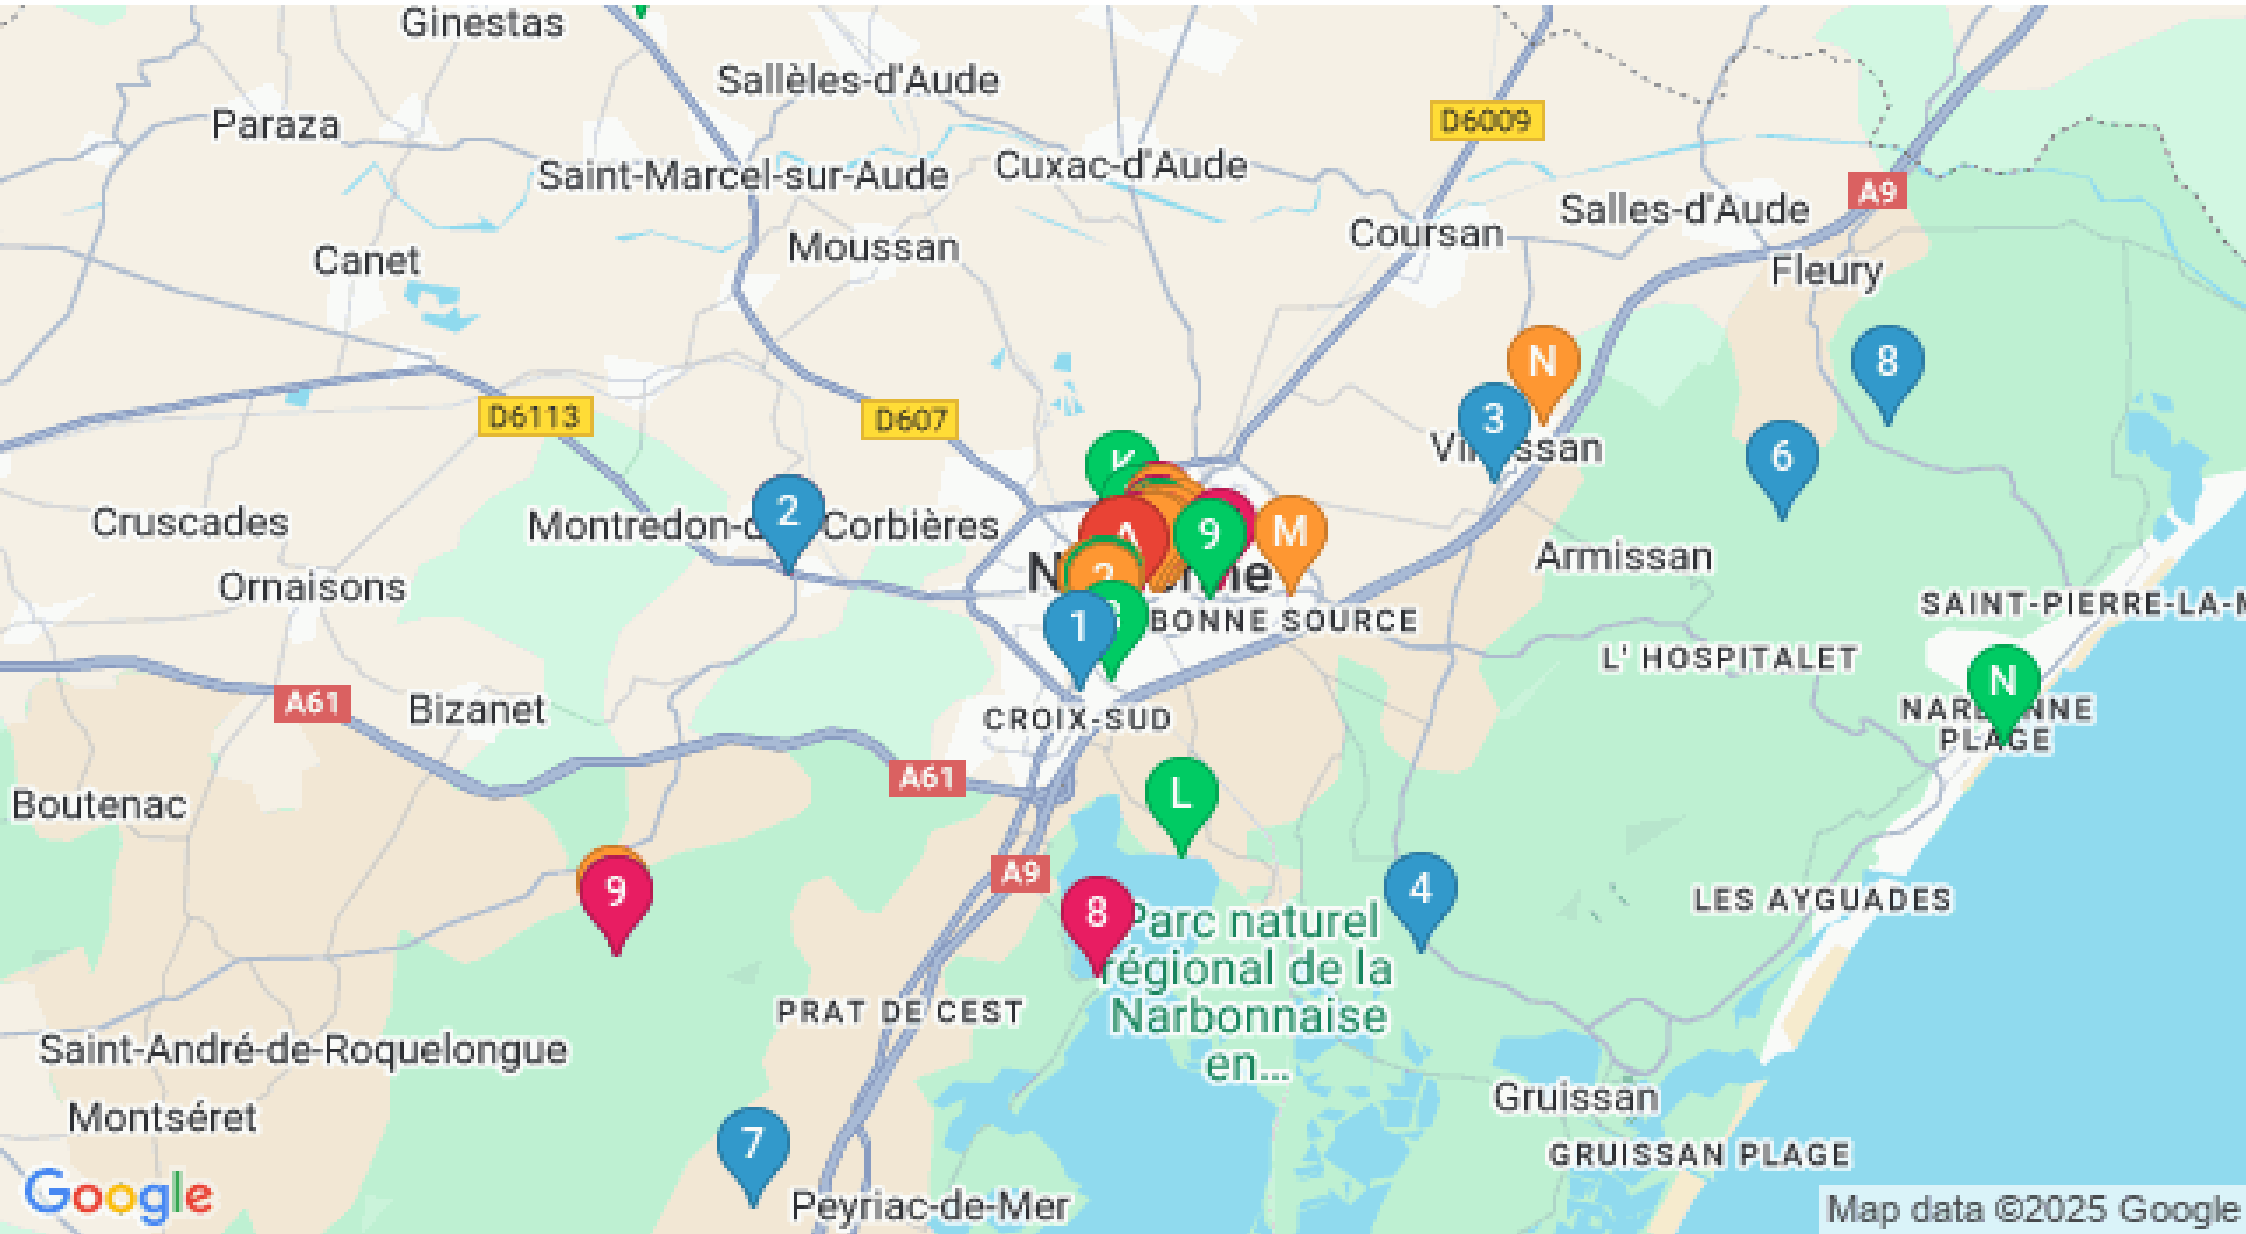 Ginestas
Sallèles-d'Aude
Paraza
D6009
Saint-Marcel-sur-Aude
Cuxac-d'Aude
A9
Salles-d'Aude
Coursan
Moussan
Canet
Fleury
N
8
3
D6113
D607
6
K
2
Cruscades
Montredon-d
Corbières
A
9
M
Armissan
Ornaisons
2
1
BONNE SOURCE
SAINT-PIERRE-LA-M
L' HOSPITALET
N
A61
Bizanet
CROIX-SUD
NARBONNE
PLAGE
A61
Boutenac
L
A9
9
8
4
LES AYGUADES
Parc naturel
régional de la
Narbonnaise
en...
PRAT DE CEST
Saint-André-de-Roquelongue
Gruissan
Montséret
7
GRUISSAN PLAGE
Google
Peyriac-de-Mer
Map data ©2025 Google